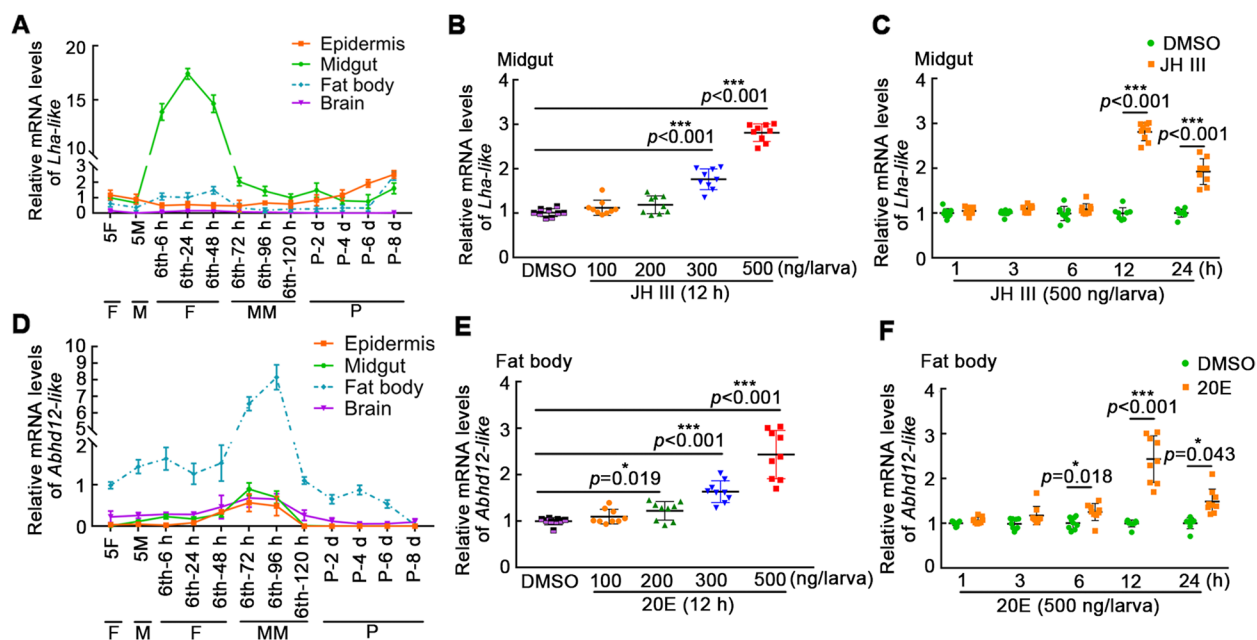 A
Relative mRNA levels
of Lha-like
20
15
10
3
2
1
0
Epidermis
Midgut
Fat body
Brain
5F
5M
6th-6 h
6th-24 h
6th-48 h
6th-72 h
6th-96 h
6th-120 h
P-2 d
P-4 d
P-6 d
P-8 d
F
M
F
MM
P
B
Midgut
Relative mRNA levels
of Lha-like
4
3
2
1
0
***
p<0.001
***
p<0.001
DMSO
100
200
300
500 (ng/larva)
JH III (12 h)
C
DMSO
JH III
Midgut
Relative mRNA levels
of Lha-like
4
3
2
1
0
***
p<0.001
***
p<0.001
1
3
6
12
24 (h)
JH III (500 ng/larva)
D
Relative mRNA levels
of Abhd12-like
10
9
8
7
6
5
2
1
0
Epidermis
Midgut
Fat body
Brain
5F
5M
6th-6 h
6th-24 h
6th-48 h
6th-72 h
6th-96 h
6th-120 h
P-2 d
P-4 d
P-6 d
P-8 d
F
M
F
MM
P
E
Fat body
Relative mRNA levels
of Abhd12-like
4
3
2
1
0
***
p<0.001
***
p<0.001
*
p=0.019
DMSO
100
200
300
500 (ng/larva)
20E (12 h)
F
Fat body
DMSO
20E
Relative mRNA levels
of Abhd12-like
4
3
2
1
0
***
p<0.001
*
p=0.043
*
p=0.018
1
3
6
12
24 (h)
20E (500 ng/larva)